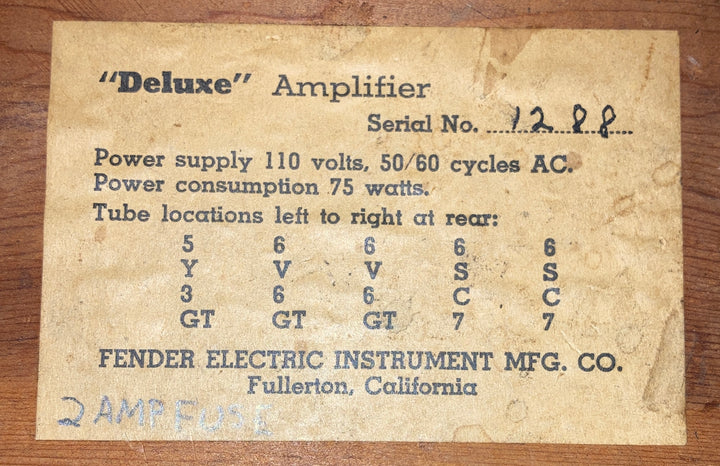 "Deluxe" Amplifier
Serial No. 1288
Power supply 110 volts, 50/60 cycles AC.
Power consumption 75 watts.
Tube locations left to right at rear:
5 6 6 6 6
Y V V S S
3 6 6 C C
GT GT GT 7 7
FENDER ELECTRIC INSTRUMENT MFG. CO.
Fullerton, California
2 AMP FUSE